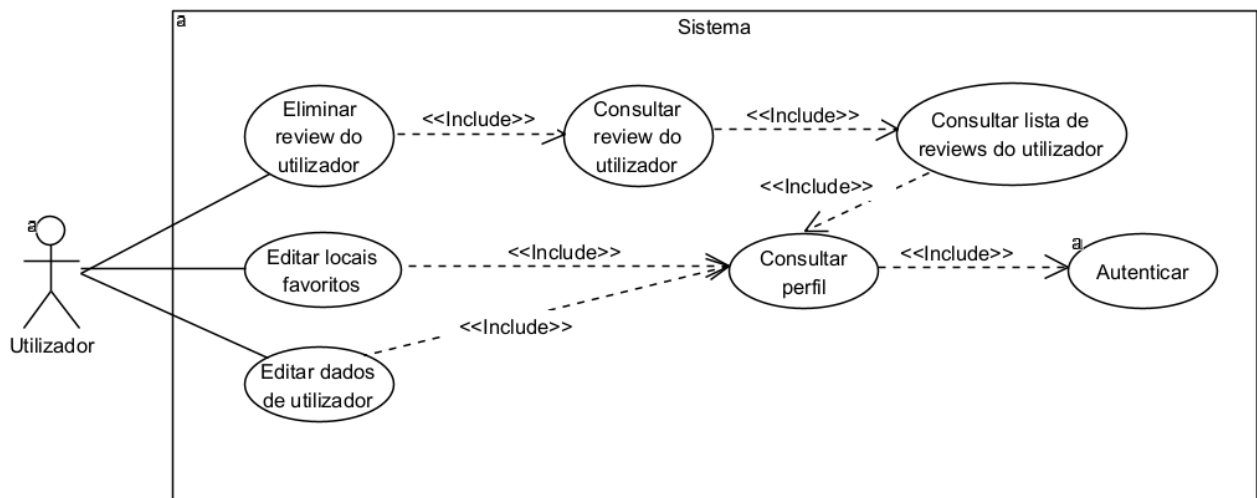 a
Sistema
Eliminar
review do
utilizador
<<Include>>
Consultar
review do
utilizador
<<Include>>
Consultar lista de
reviews do utilizador
<<Include>>
a
Utilizador
Editar locais
favoritos
<<Include>>
Consultar
perfil
<<Include>>
a
Autenticar
<<Include>>
Editar dados
de utilizador